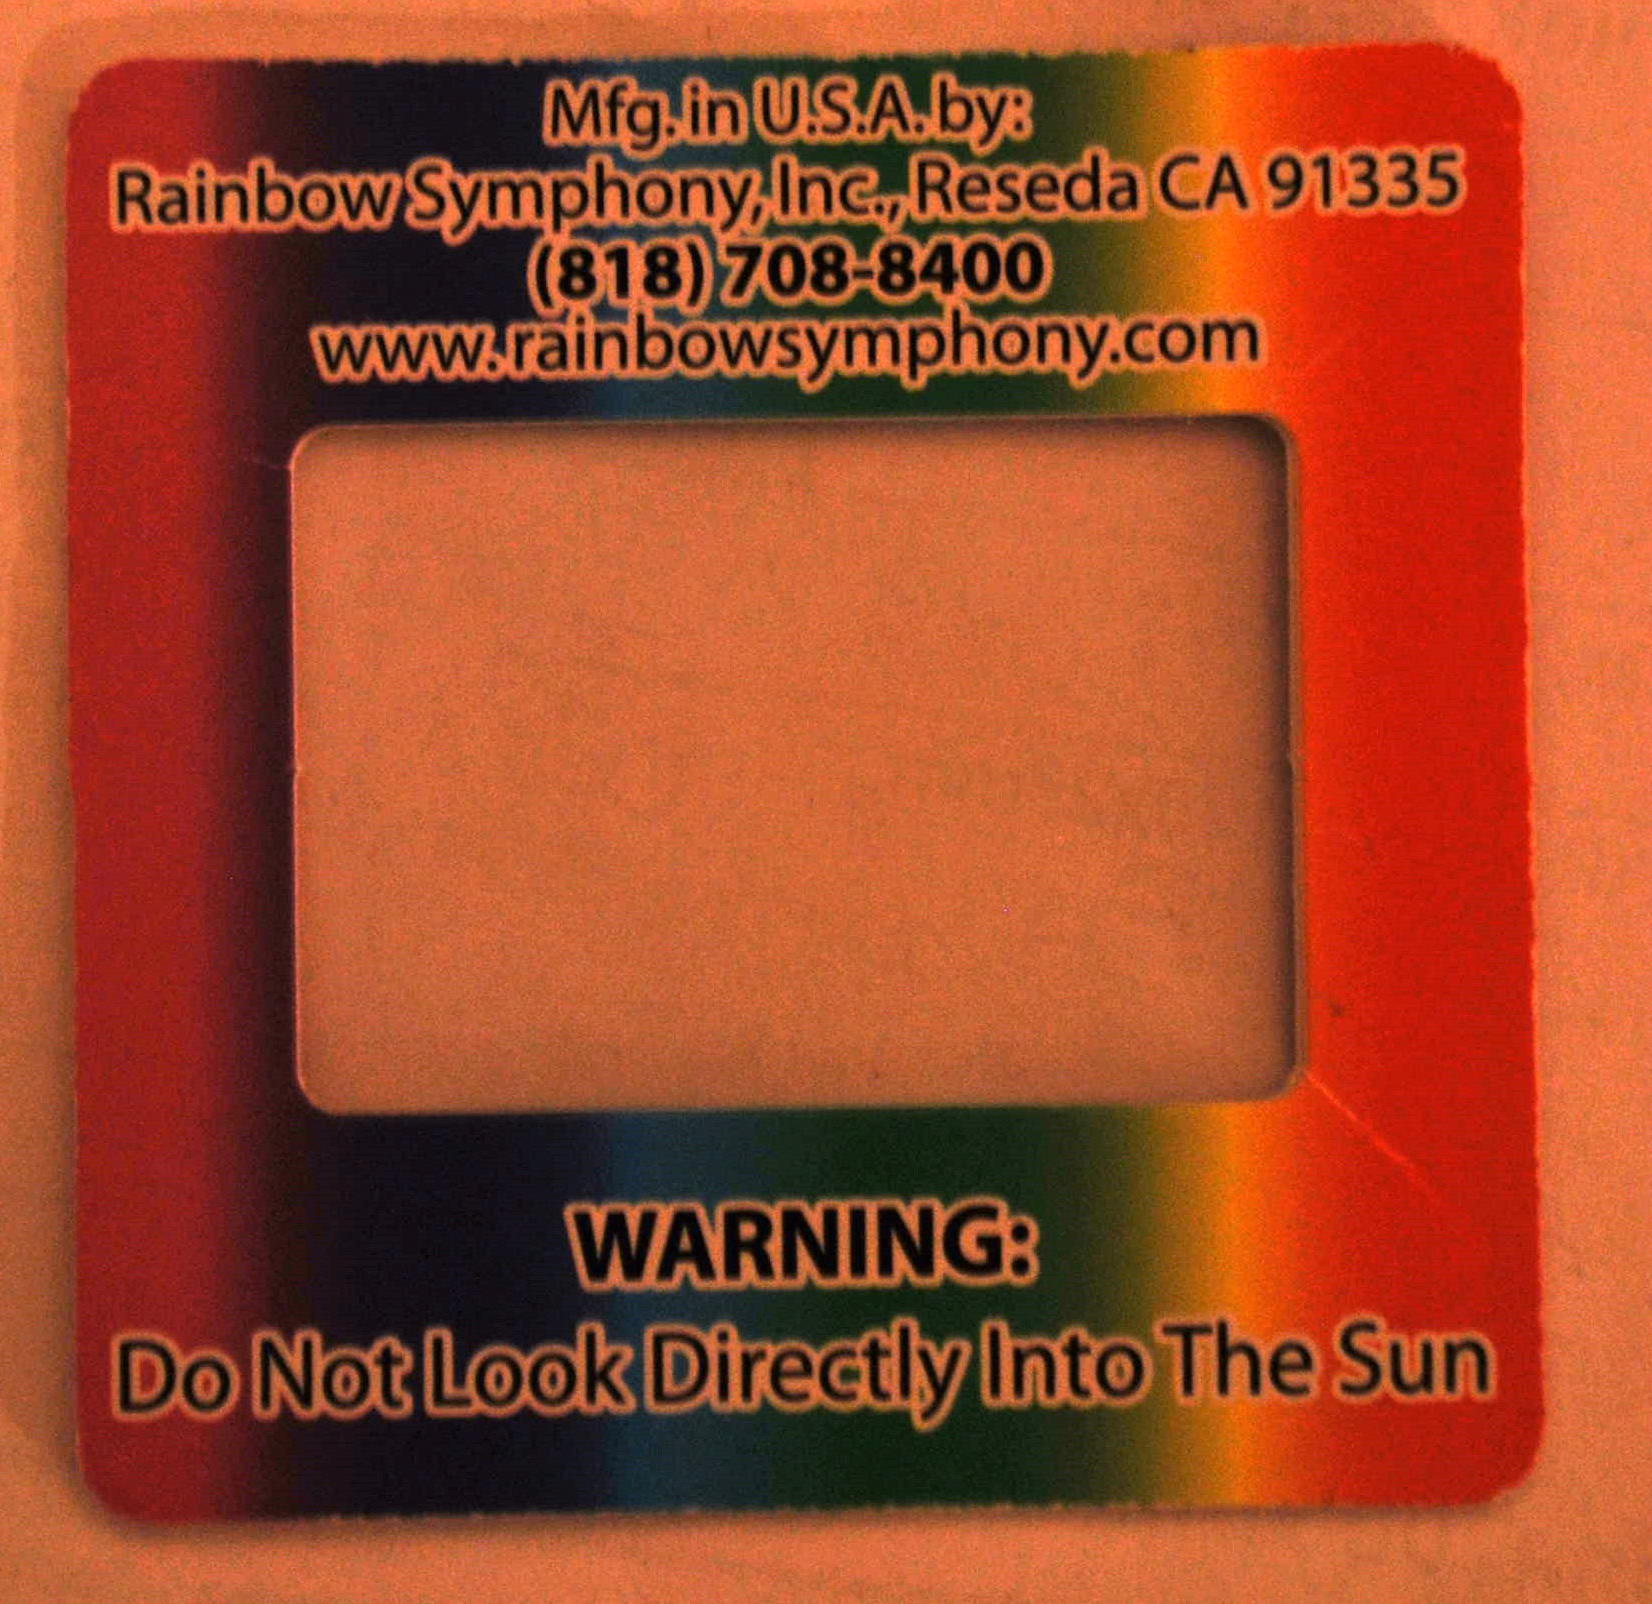 Mfg. in U.S.A. by:
Rainbow Symphony, Inc., Reseda CA 91335
(818) 708-8400
www.rainbowsymphony.com
WARNING:
Do Not Look Directly Into The Sun